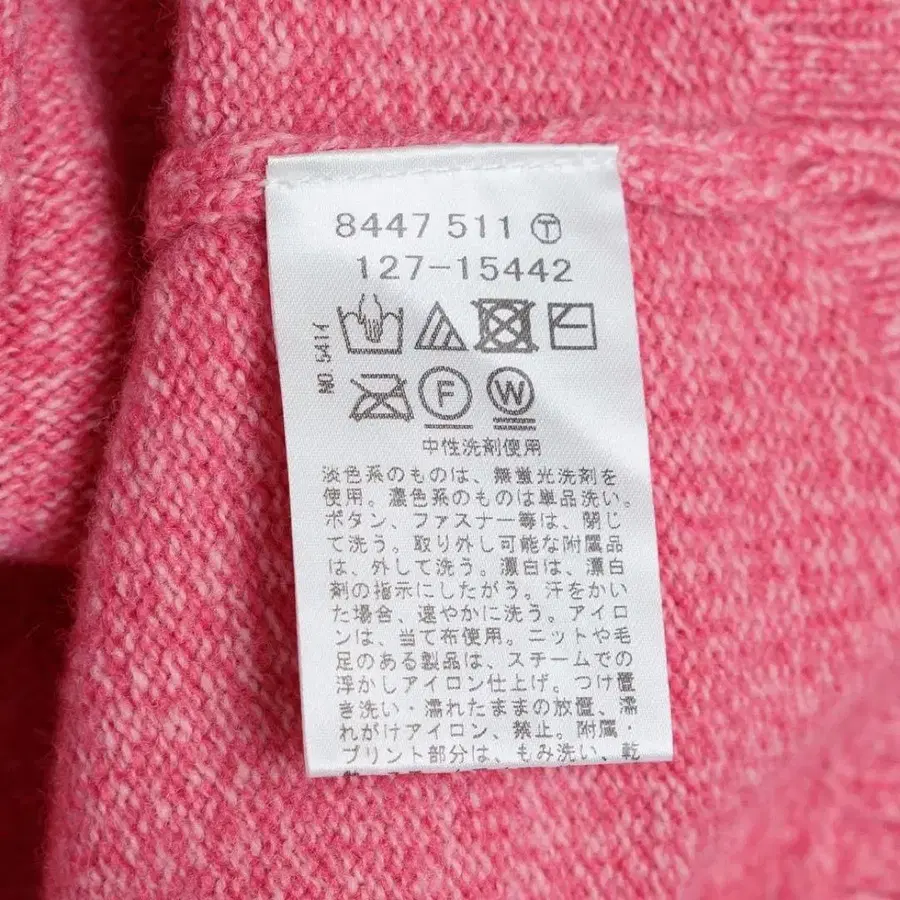 8447 511 Ⓣ
127-15442
NO.5414
F W
中性洗剤使用
淡色系のものは、無蛍光洗剤を
使用。濃色系のものは単品洗い。
ボタン、ファスナー等は、閉じ
て洗う。取り外し可能な附属品
は、外して洗う。漂白は、漂白
剤の指示にしたがう。汗をかい
た場合、速やかに洗う。アイロ
ンは、当て布使用。ニットや毛
足のある製品は、スチームでの
浮かしアイロン仕上げ。つけ置
き洗い・濡れたままの放置、濡
れがけアイロン、禁止。附属・
プリント部分は、もみ洗い、乾